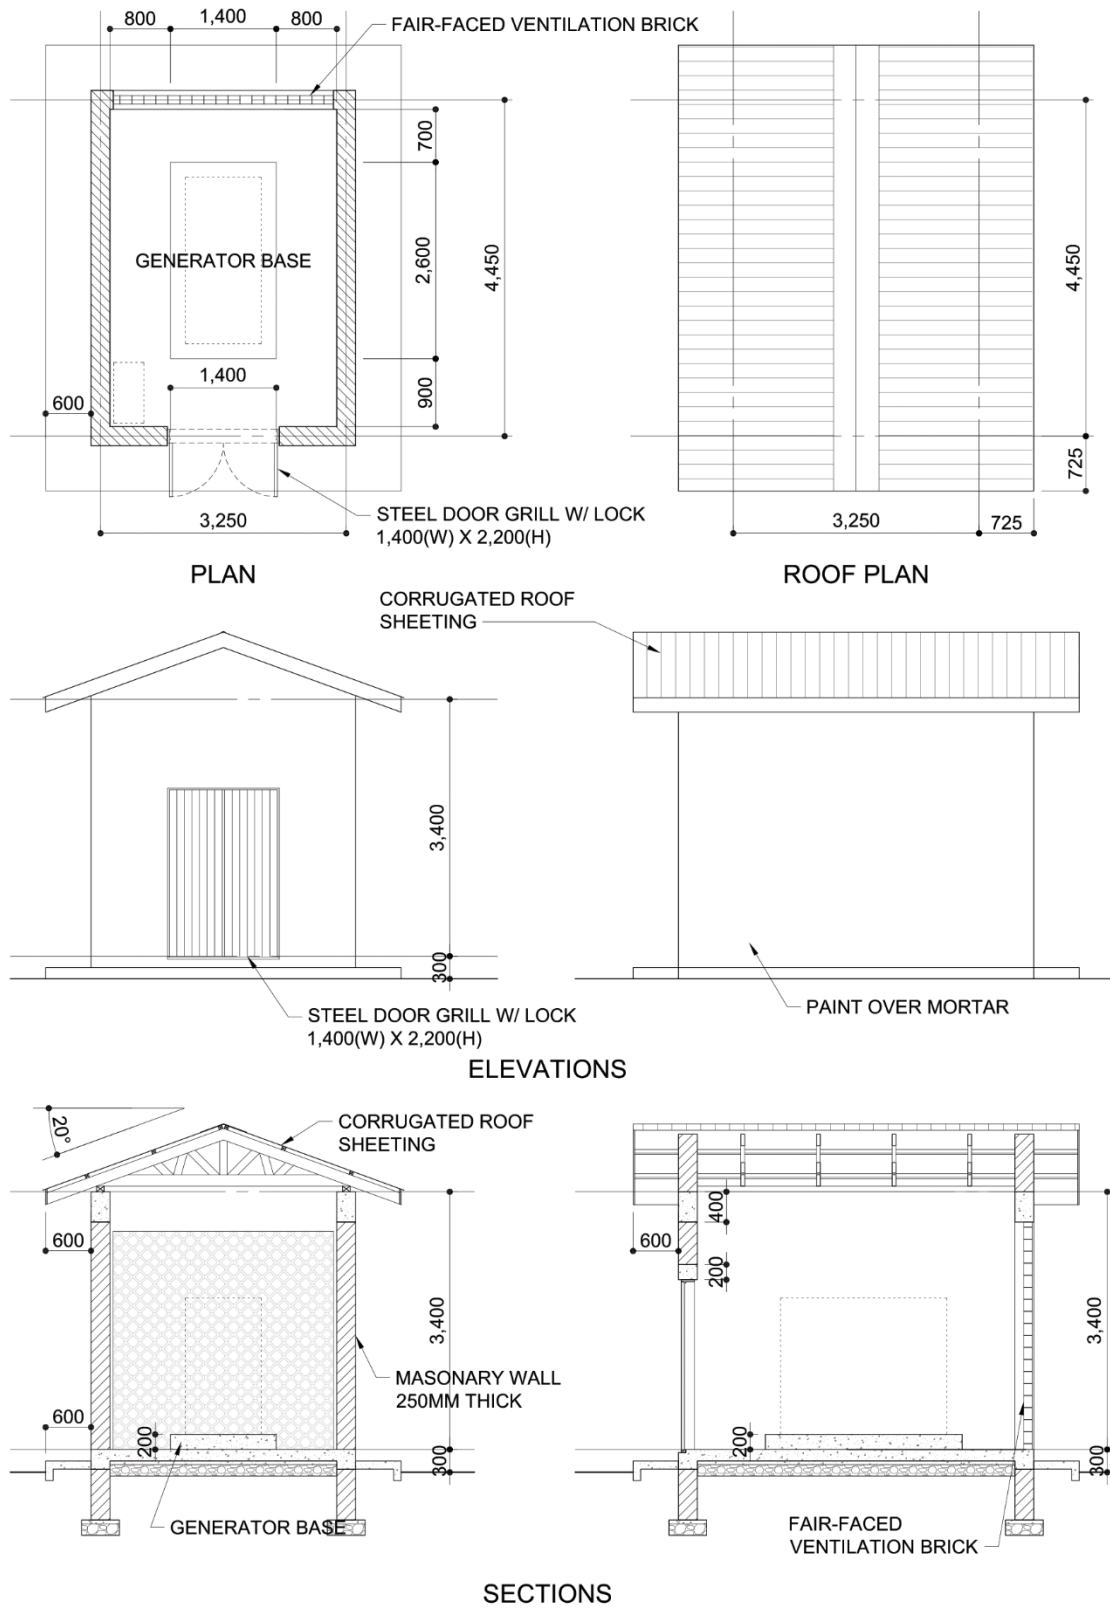 800
1,400
800
FAIR-FACED VENTILATION BRICK
700
2,600
4,450
GENERATOR BASE
1,400
900
600
3,250
STEEL DOOR GRILL W/ LOCK
1,400(W) X 2,200(H)
PLAN
4,450
725
3,250
725
ROOF PLAN
CORRUGATED ROOF
SHEETING
3,400
300
STEEL DOOR GRILL W/ LOCK
1,400(W) X 2,200(H)
PAINT OVER MORTAR
ELEVATIONS
20°
CORRUGATED ROOF
SHEETING
600
3,400
MASONARY WALL
250MM THICK
600
200
300
GENERATOR BASE
400
600
200
3,400
200
300
FAIR-FACED
VENTILATION BRICK
SECTIONS